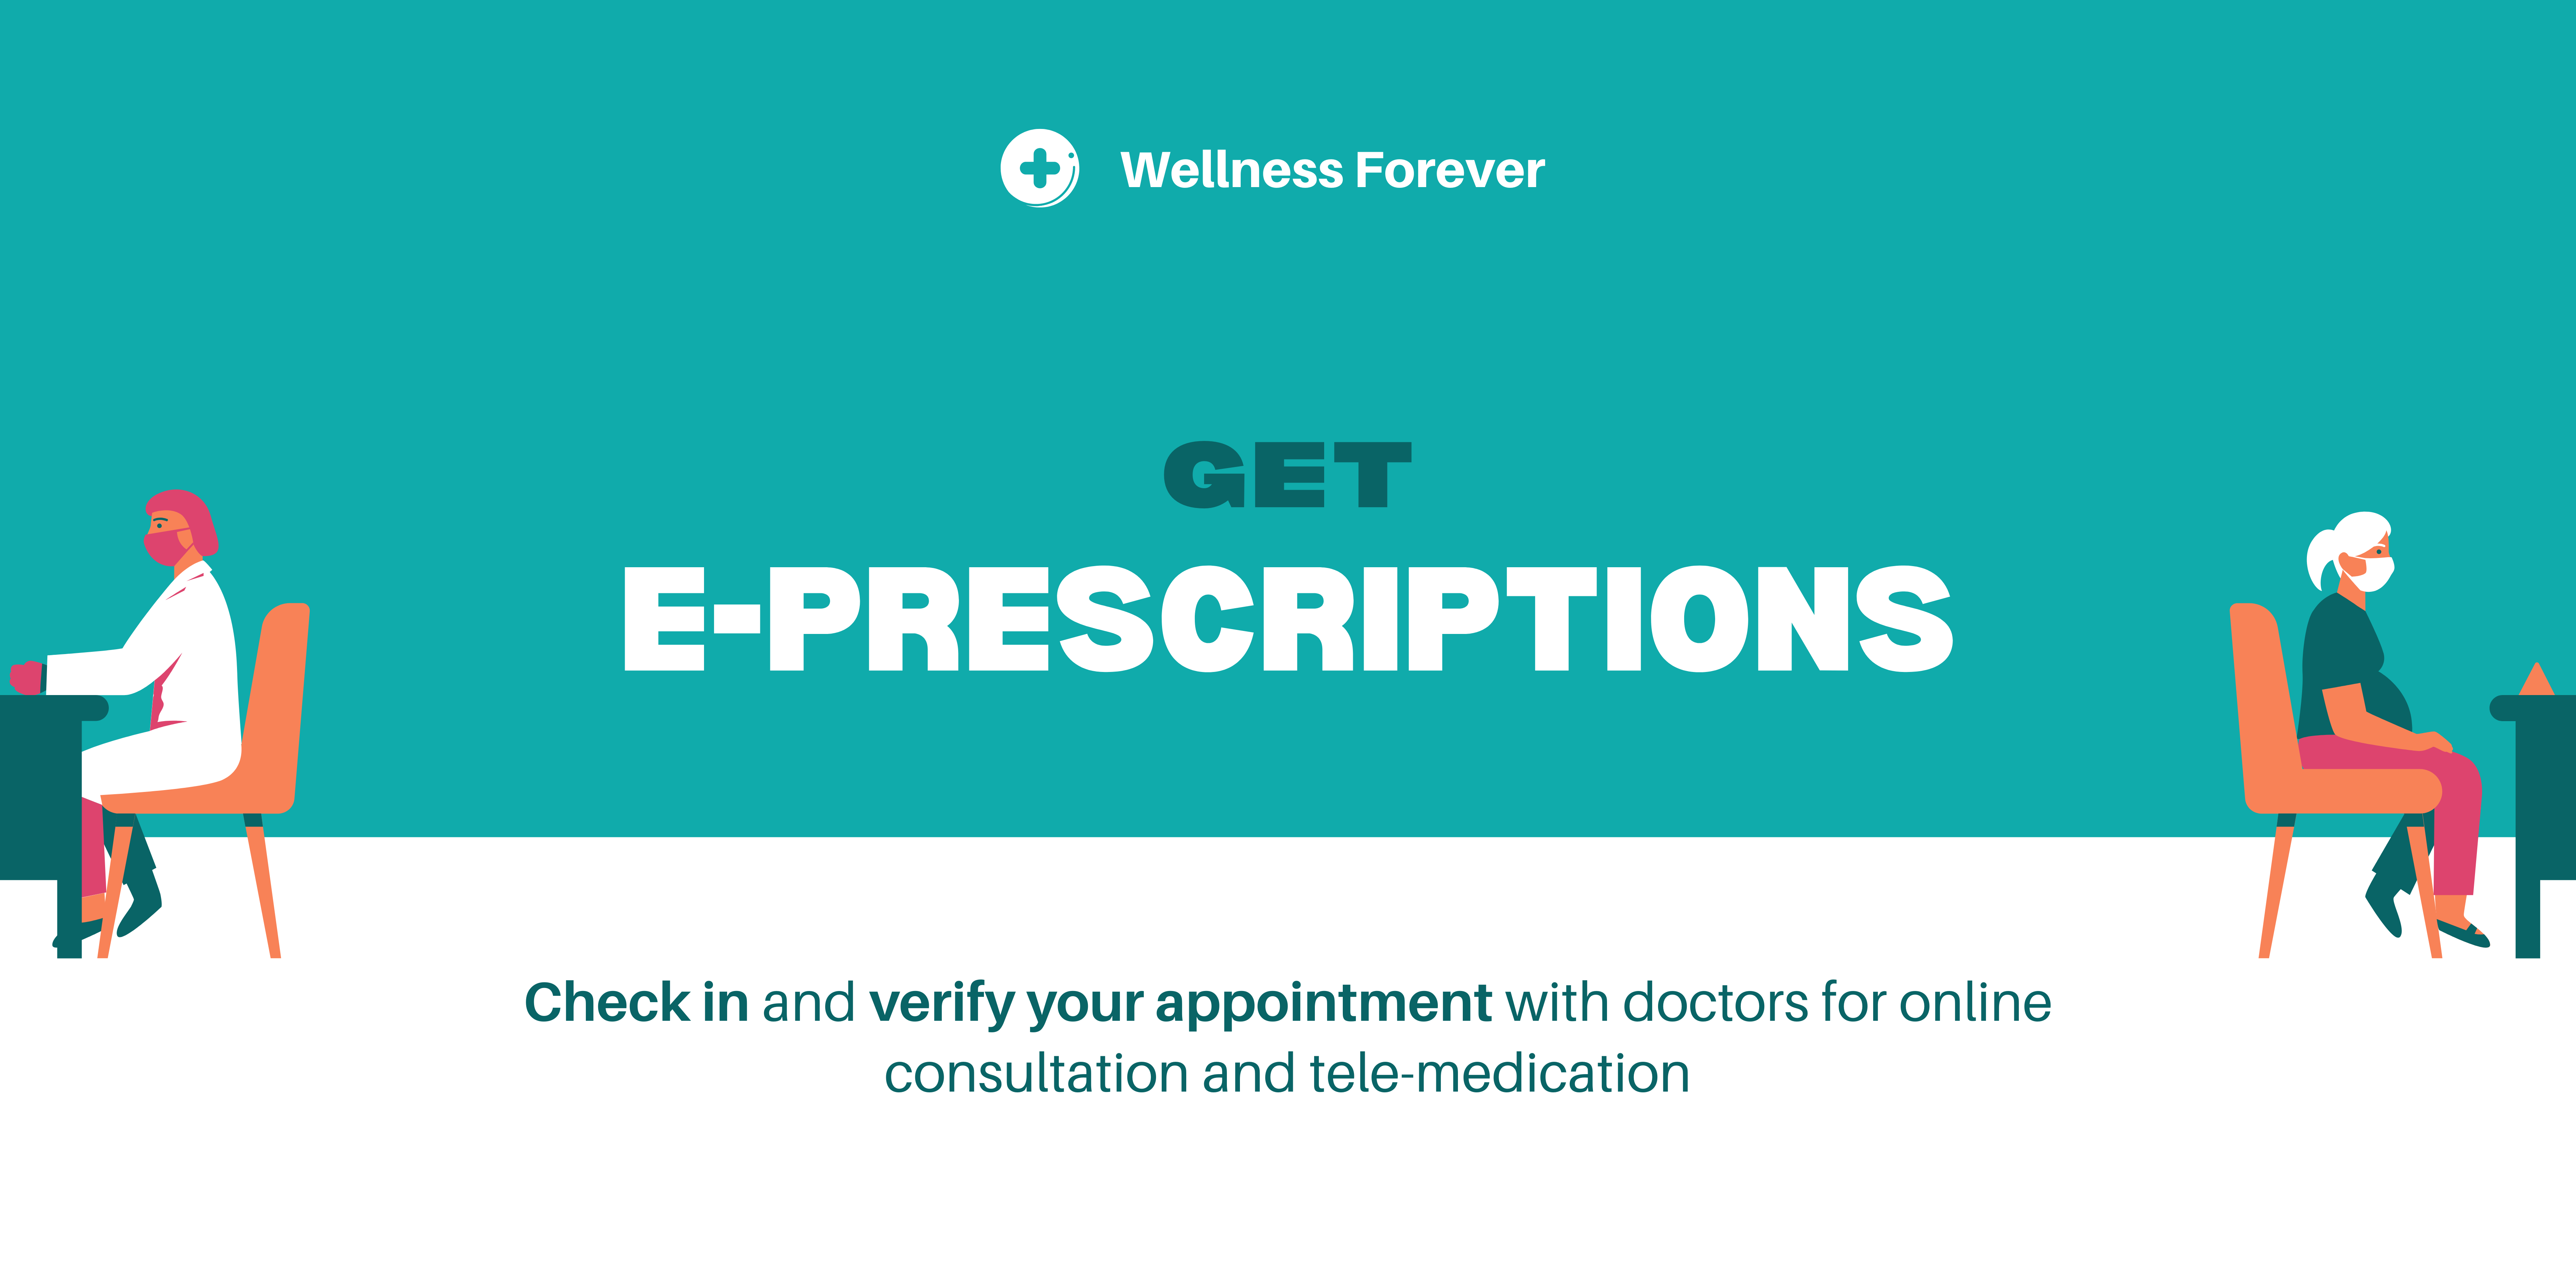 Wellness Forever
GET
E-PRESCRIPTIONS
Check in and verify your appointment with doctors for online
consultation and tele-medication